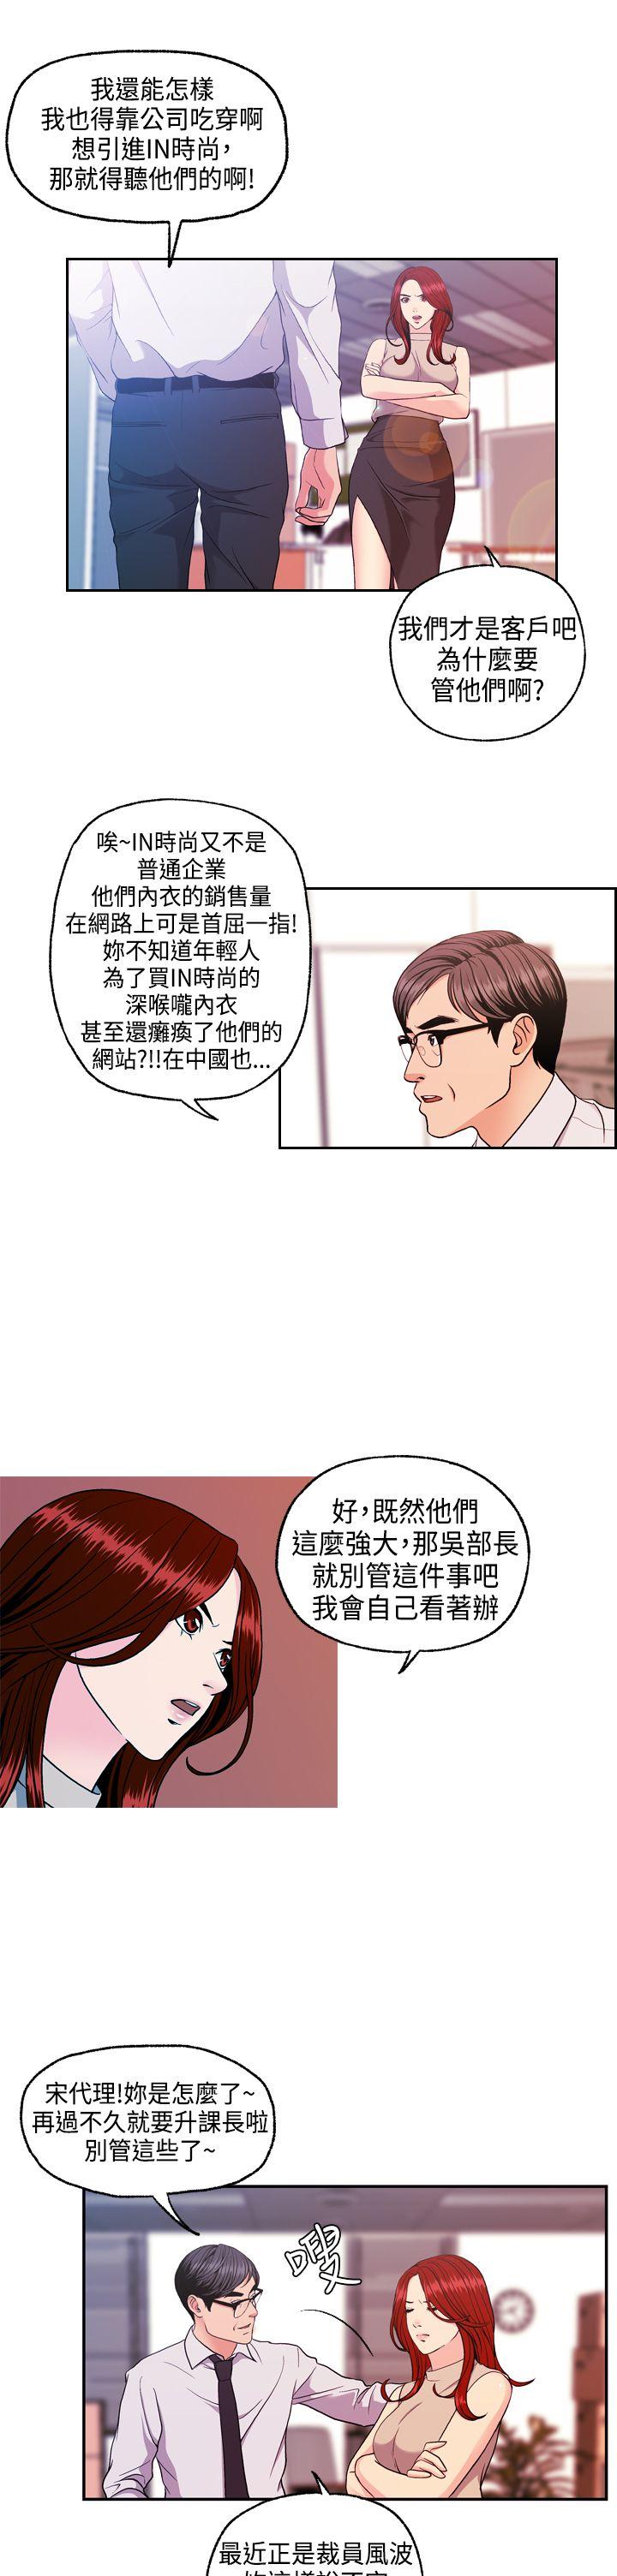 我還能怎樣
我也得靠公司吃穿啊
想引進IN時尚，
那就得聽他們的啊!
我們才是客戶吧
為什麼要
管他們啊?
唉~IN時尚又不是
普通企業
他們內衣的銷售量
在網路上可是首屈一指!
妳不知道年輕人
為了買IN時尚的
深喉嚨內衣
甚至還癱瘓了他們的
網站?!!在中國也...
好，既然他們
這麼強大，那吳部長
就別管這件事吧
我會自己看著辦
宋代理!妳是怎麼了~
再過不久就要升課長啦
別管這些了~
嗖
最近正是裁員風波